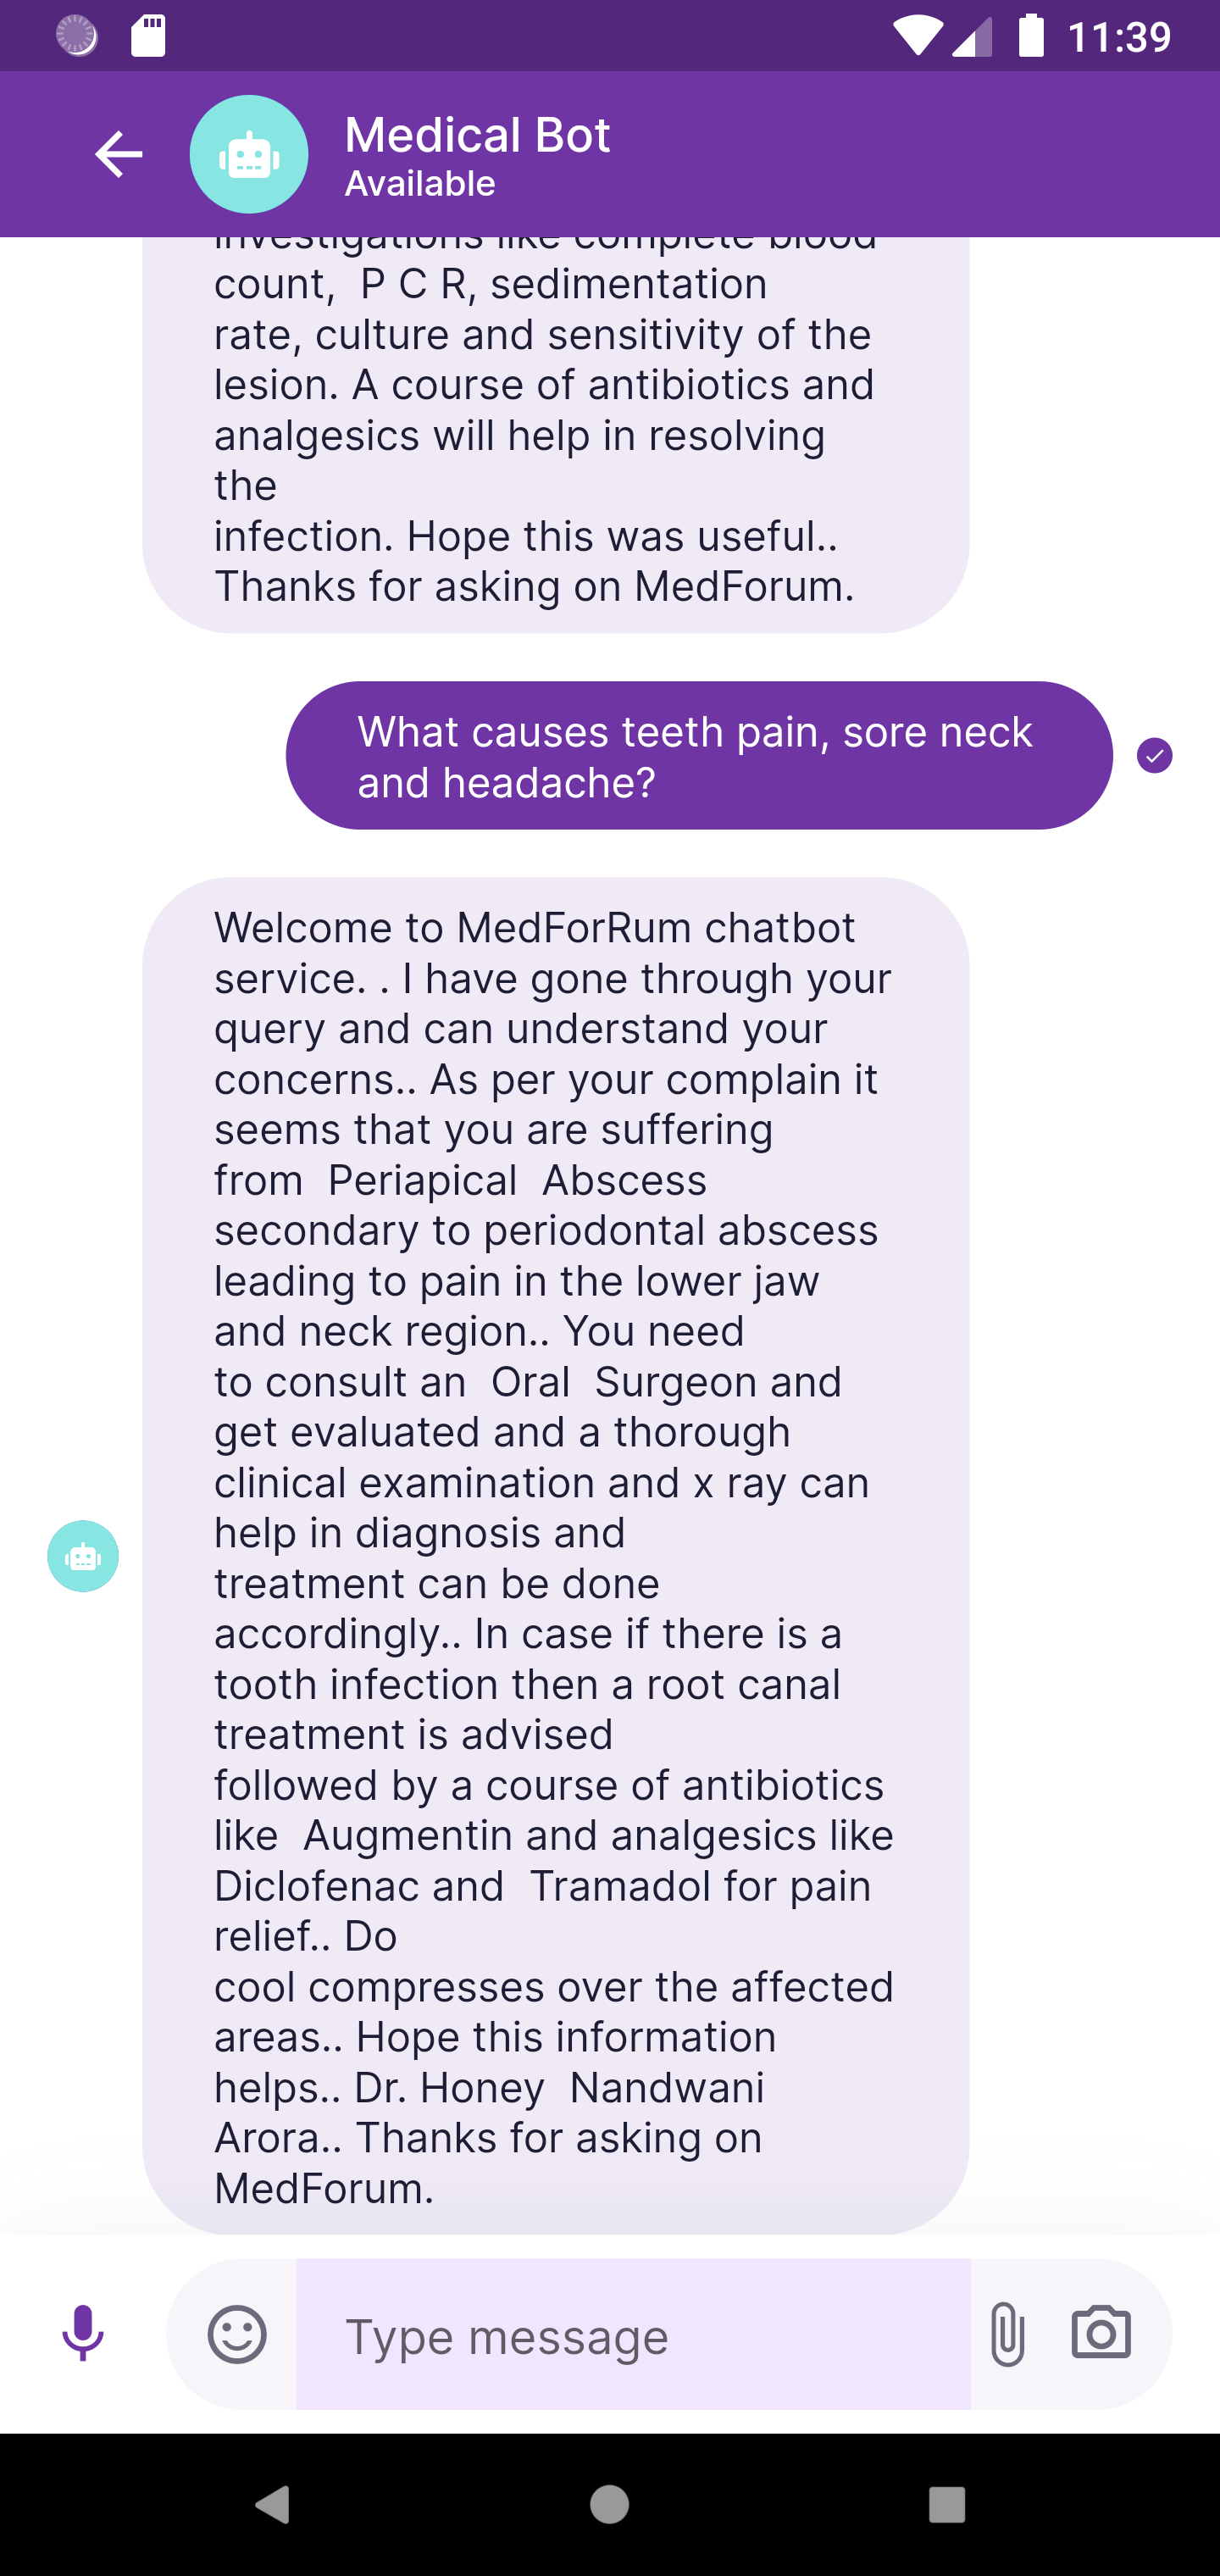 11:39
Medical Bot
Available
investigations like complete blood
count,  P C R, sedimentation
rate, culture and sensitivity of the
lesion. A course of antibiotics and
analgesics will help in resolving
the
infection. Hope this was useful..
Thanks for asking on MedForum.
What causes teeth pain, sore neck
and headache?
Welcome to MedForRum chatbot
service. . I have gone through your
query and can understand your
concerns.. As per your complain it
seems that you are suffering
from  Periapical  Abscess
secondary to periodontal abscess
leading to pain in the lower jaw
and neck region.. You need
to consult an  Oral  Surgeon and
get evaluated and a thorough
clinical examination and x ray can
help in diagnosis and
treatment can be done
accordingly.. In case if there is a
tooth infection then a root canal
treatment is advised
followed by a course of antibiotics
like  Augmentin and analgesics like
Diclofenac and  Tramadol for pain
relief.. Do
cool compresses over the affected
areas.. Hope this information
helps.. Dr. Honey  Nandwani
Arora.. Thanks for asking on
MedForum.
Type message